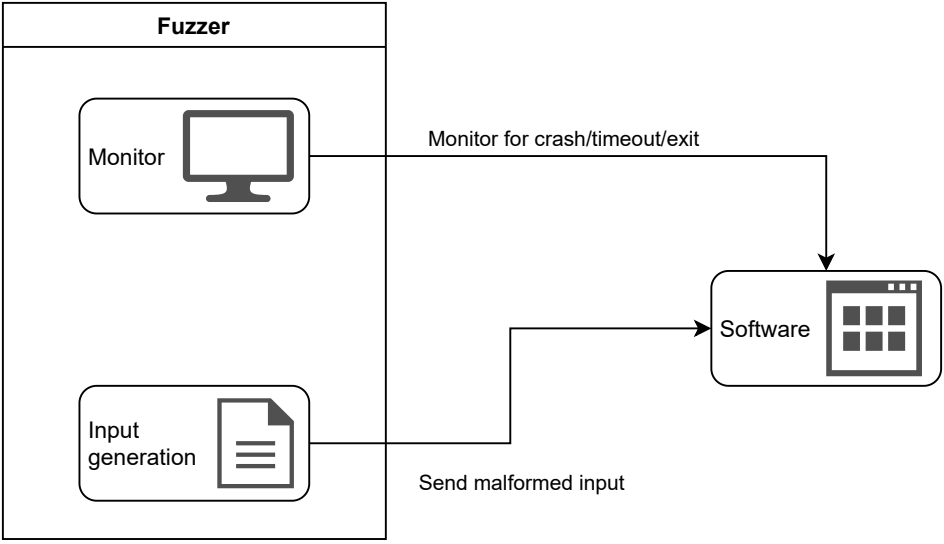 Fuzzer
Monitor
Monitor for crash/timeout/exit
Software
Input
generation
Send malformed input